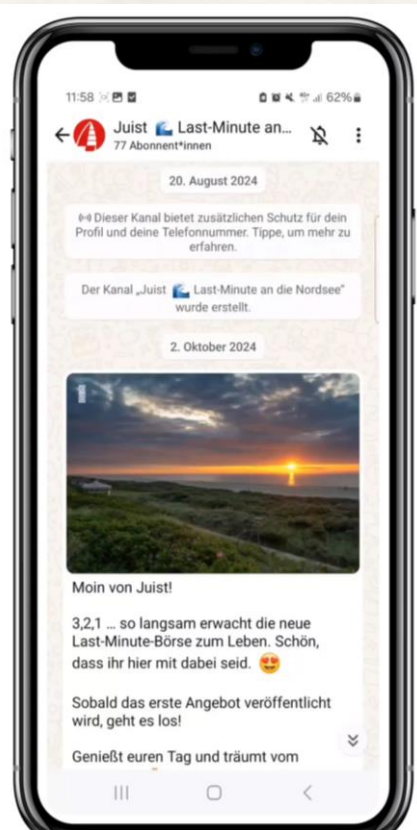 11:58
62%
Juist 🌊 Last-Minute an...
77 Abonnent*innen
20. August 2024
Dieser Kanal bietet zusätzlichen Schutz für dein
Profil und deine Telefonnummer. Tippe, um mehr zu
erfahren.
Der Kanal „Juist 🌊 Last-Minute an die Nordsee"
wurde erstellt.
2. Oktober 2024
Moin von Juist!
3,2,1 ... so langsam erwacht die neue
Last-Minute-Börse zum Leben. Schön,
dass ihr hier mit dabei seid. 😍
Sobald das erste Angebot veröffentlicht
wird, geht es los!
Genießt euren Tag und träumt vom